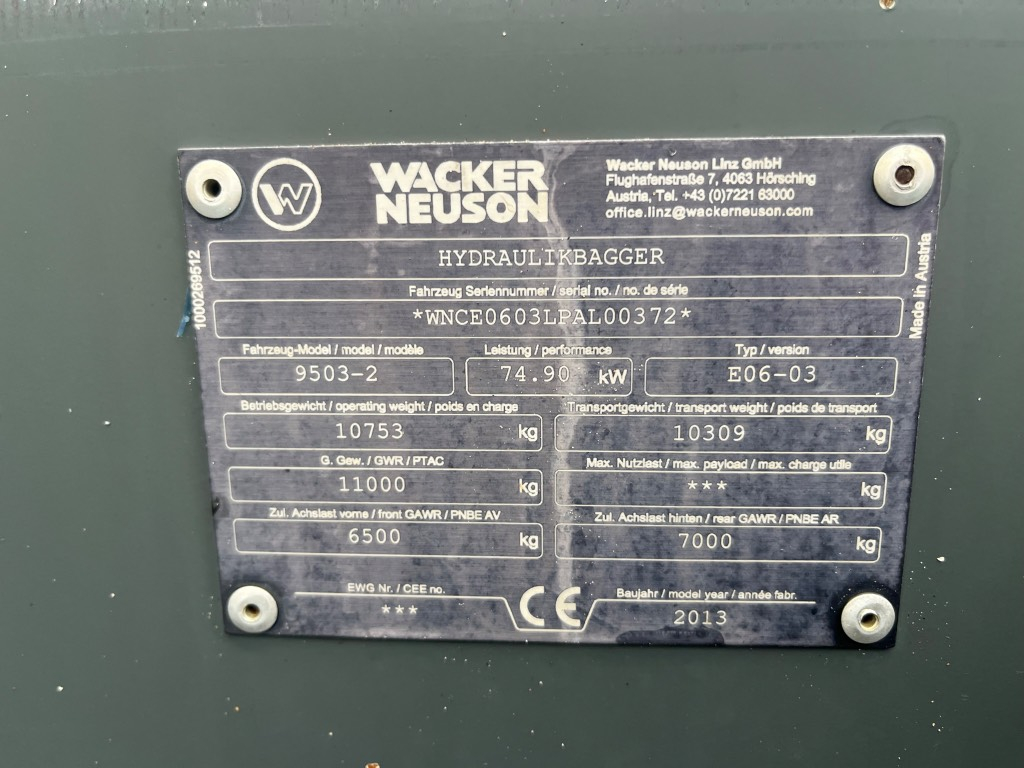 W
WACKER
NEUSON
Wacker Neuson Linz GmbH
Flughafenstraße 7, 4063 Hörsching
Austria, Tel. +43 (0)7221 63000
office.linz@wackerneuson.com
1000269512
Made in Austria
HYDRAULIKBAGGER
Fahrzeug Seriennummer / serial no. / no. de série
*WNCE0603LPAL00372*
Fahrzeug-Model / model / modèle
9503-2
Leistung / performance
74.90 kW
Typ / version
E06-03
Betriebsgewicht / operating weight / poids en charge
10753 kg
Transportgewicht / transport weight / poids de transport
10309 kg
G. Gew. / GWR / PTAC
11000 kg
Max. Nutzlast / max. payload / max. charge utile
*** kg
Zul. Achslast vorne / front GAWR / PNBE AV
6500 kg
Zul. Achslast hinten / rear GAWR / PNBE AR
7000 kg
EWG Nr. / CEE no.
***
CE
Baujahr / model year / année fabr.
2013